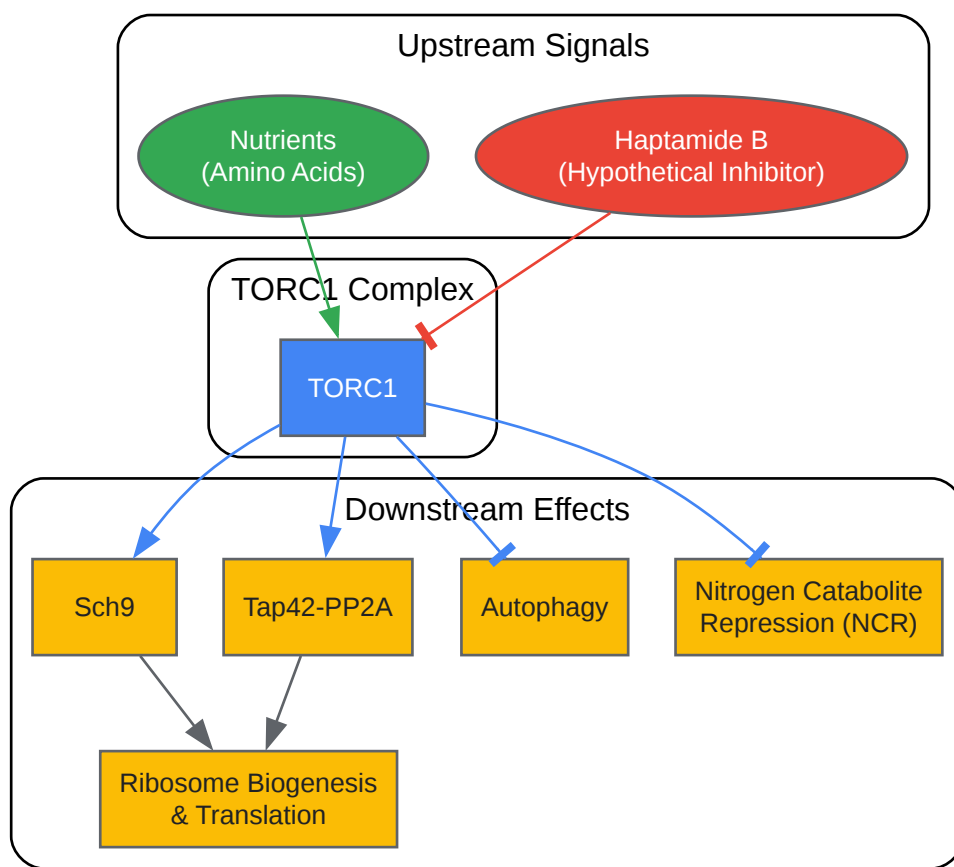 Upstream Signals
Nutrients
(Amino Acids)
Haptamide B
(Hypothetical Inhibitor)
TORC1 Complex
TORC1
Downstream Effects
Sch9
Tap42-PP2A
Autophagy
Nitrogen Catabolite
Repression (NCR)
Ribosome Biogenesis
& Translation